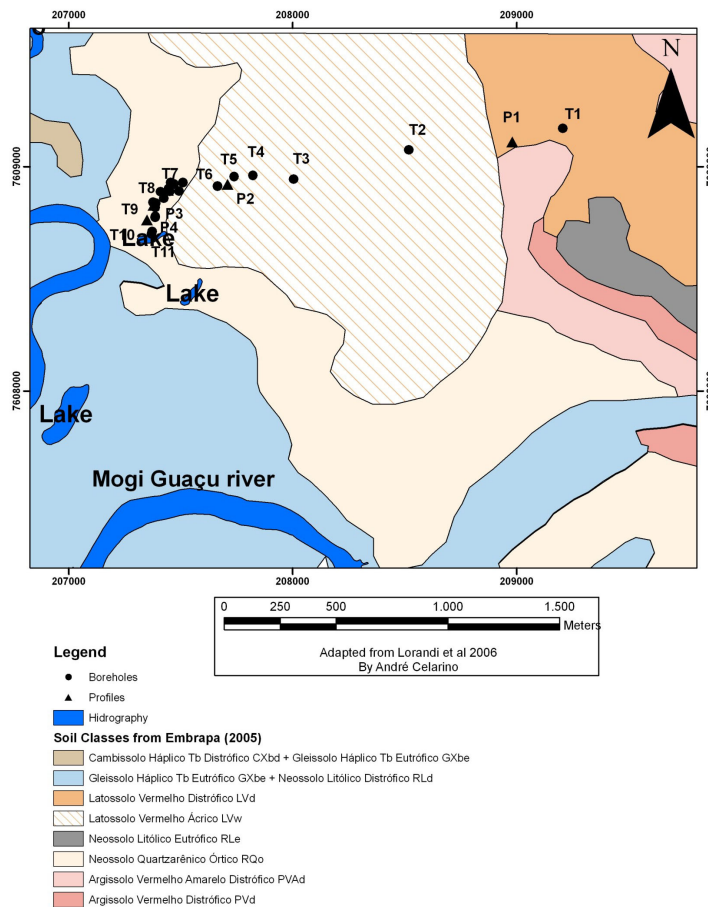 207000
208000
209000
N
T1
P1
T2
7609000
T7
T6
T5
T4
T3
T8
P2
T9
P3
T10
P4
Lake
T11
Lake
7608000
Lake
Mogi Guaçu river
207000
208000
209000
0 250 500 1.000 1.500
Meters
Adapted from Lorandi et al 2006
By André Celarino
Legend
Boreholes
Profiles
Hidrography
Soil Classes from Embrapa (2005)
Cambissolo Háplico Tb Distrófico CXbd + Gleissolo Háplico Tb Eutrófico GXbe
Gleissolo Háplico Tb Eutrófico GXbe + Neossolo Litólico Distrófico RLd
Latossolo Vermelho Distrófico LVd
Latossolo Vermelho Ácrico LVw
Neossolo Litólico Eutrófico RLe
Neossolo Quartzarênico Órtico RQo
Argissolo Vermelho Amarelo Distrófico PVAd
Argissolo Vermelho Distrófico PVd